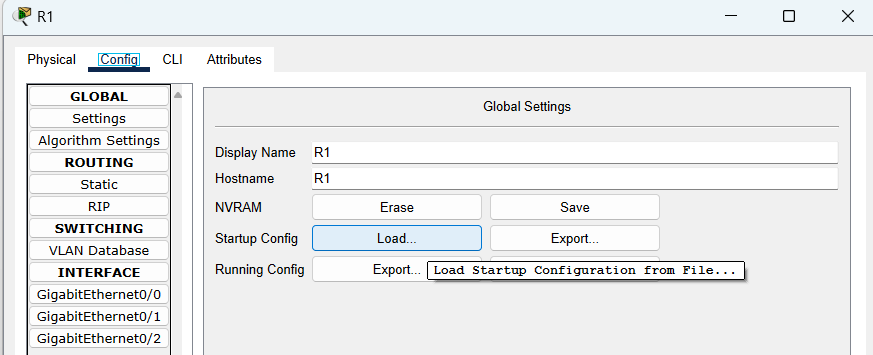 R1
Physical Config CLI Attributes
GLOBAL
Settings
Algorithm Settings
ROUTING
Static
RIP
SWITCHING
VLAN Database
INTERFACE
GigabitEthernet0/0
GigabitEthernet0/1
GigabitEthernet0/2
Global Settings
Display Name R1
Hostname R1
NVRAM Erase Save
Startup Config Load... Export...
Running Config Export...
Load Startup Configuration from File...